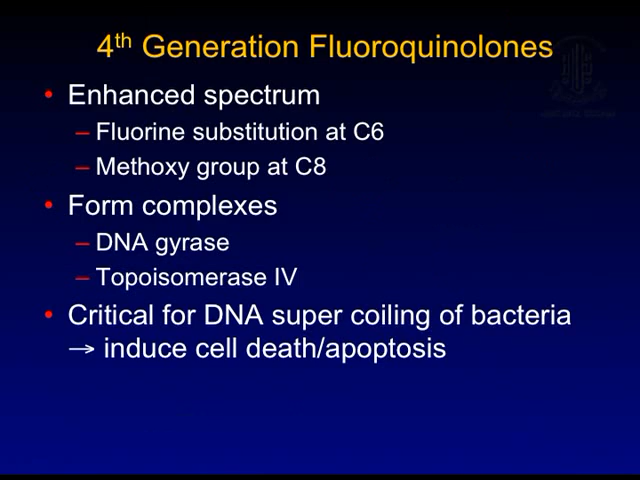 4th Generation Fluoroquinolones
• Enhanced spectrum
– Fluorine substitution at C6
– Methoxy group at C8
• Form complexes
– DNA gyrase
– Topoisomerase IV
• Critical for DNA super coiling of bacteria
→ induce cell death/apoptosis